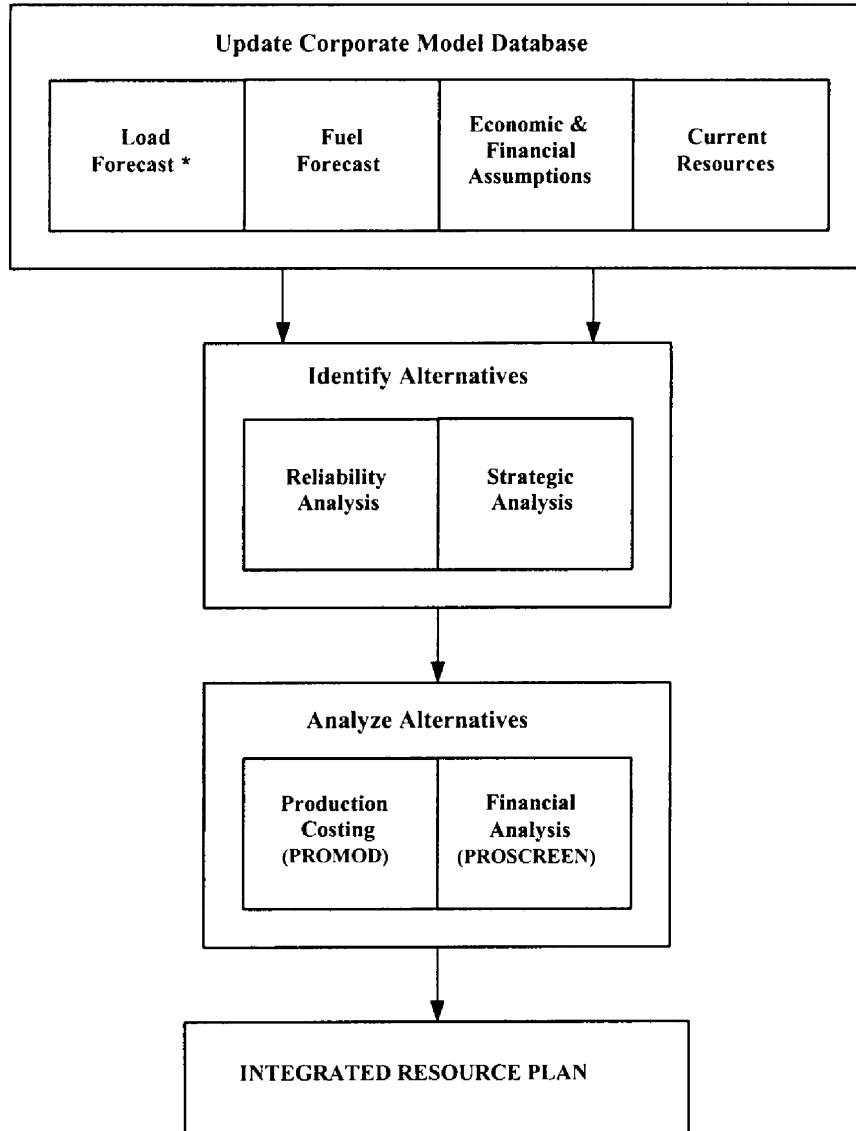 Update Corporate Model Database
Load
Forecast *
Fuel
Forecast
Economic &
Financial
Assumptions
Current
Resources
Identify Alternatives
Reliability
Analysis
Strategic
Analysis
Analyze Alternatives
Production
Costing
(PROMOD)
Financial
Analysis
(PROSCREEN)
INTEGRATED RESOURCE PLAN